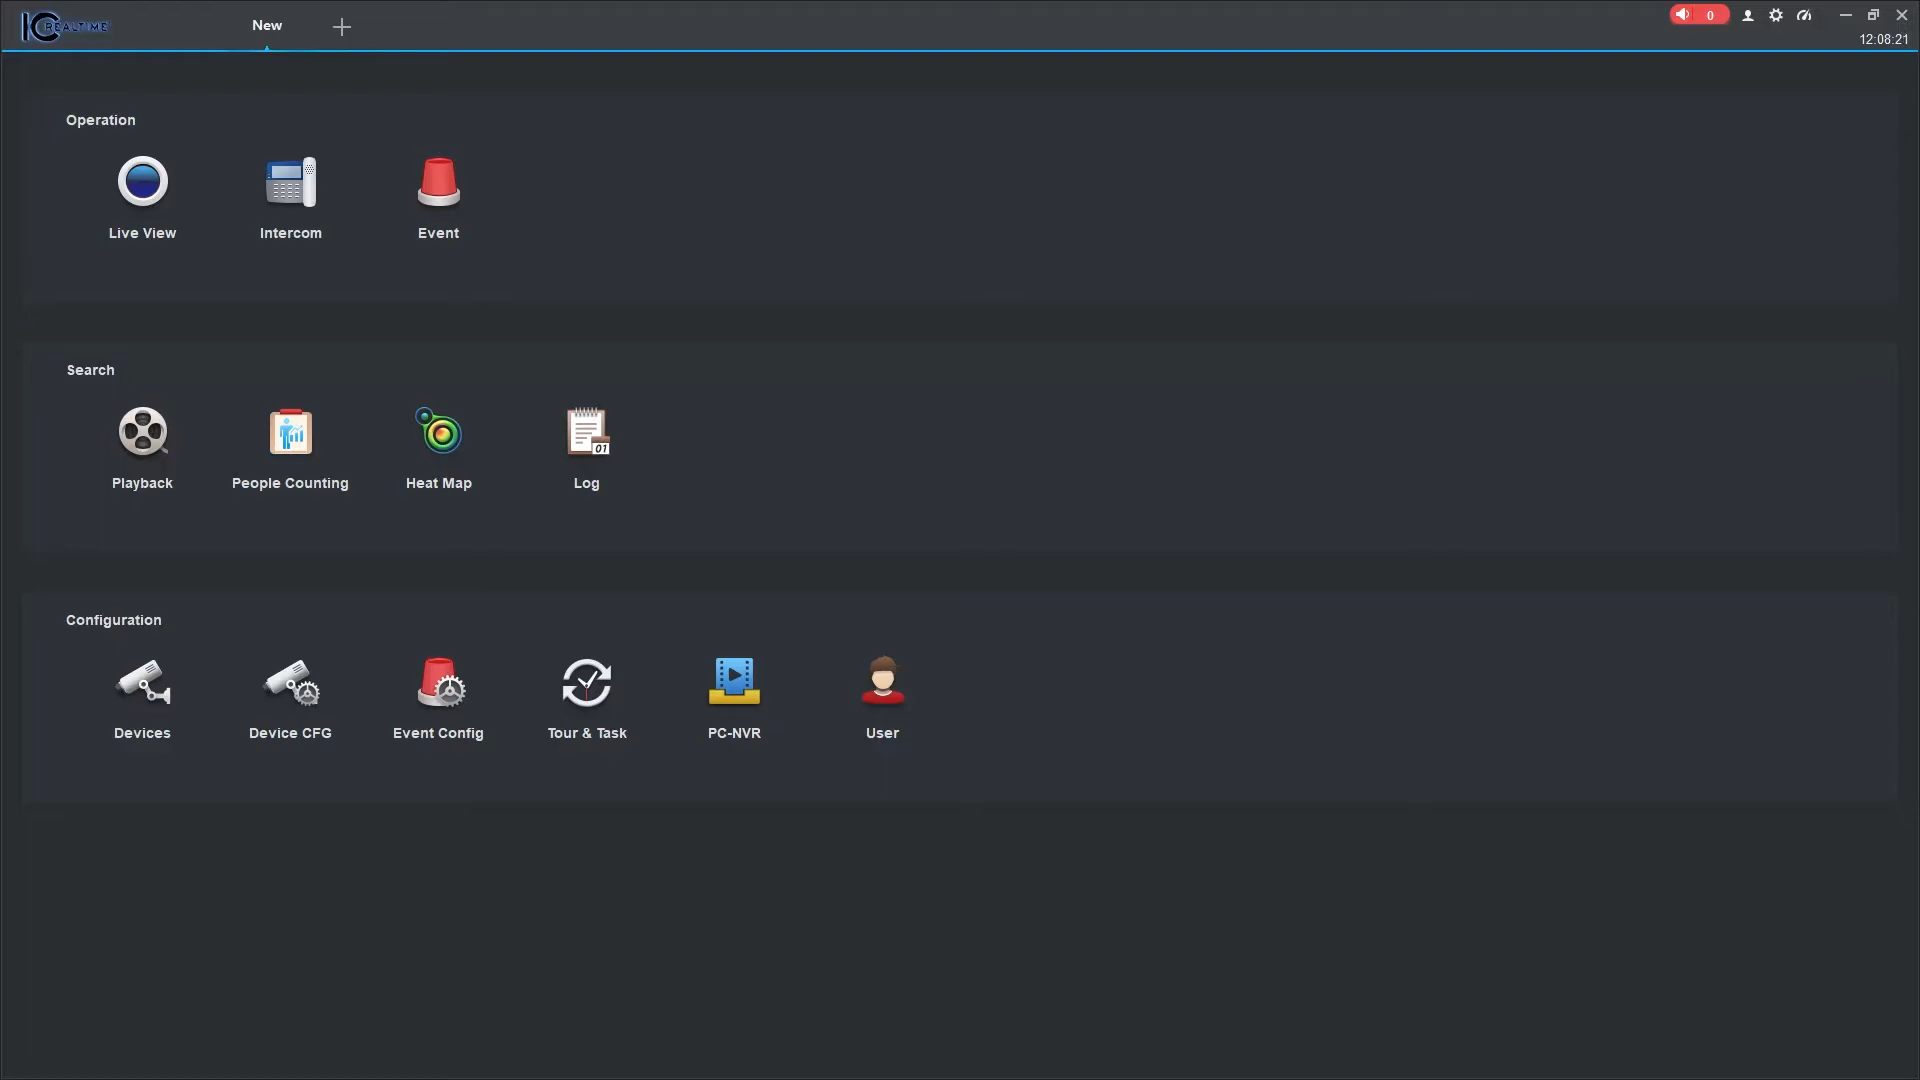 IC REALTIME
New
0
12:08:21
Operation
Live View
Intercom
Event
Search
Playback
People Counting
Heat Map
01
Log
Configuration
Devices
Device CFG
Event Config
Tour & Task
PC-NVR
User